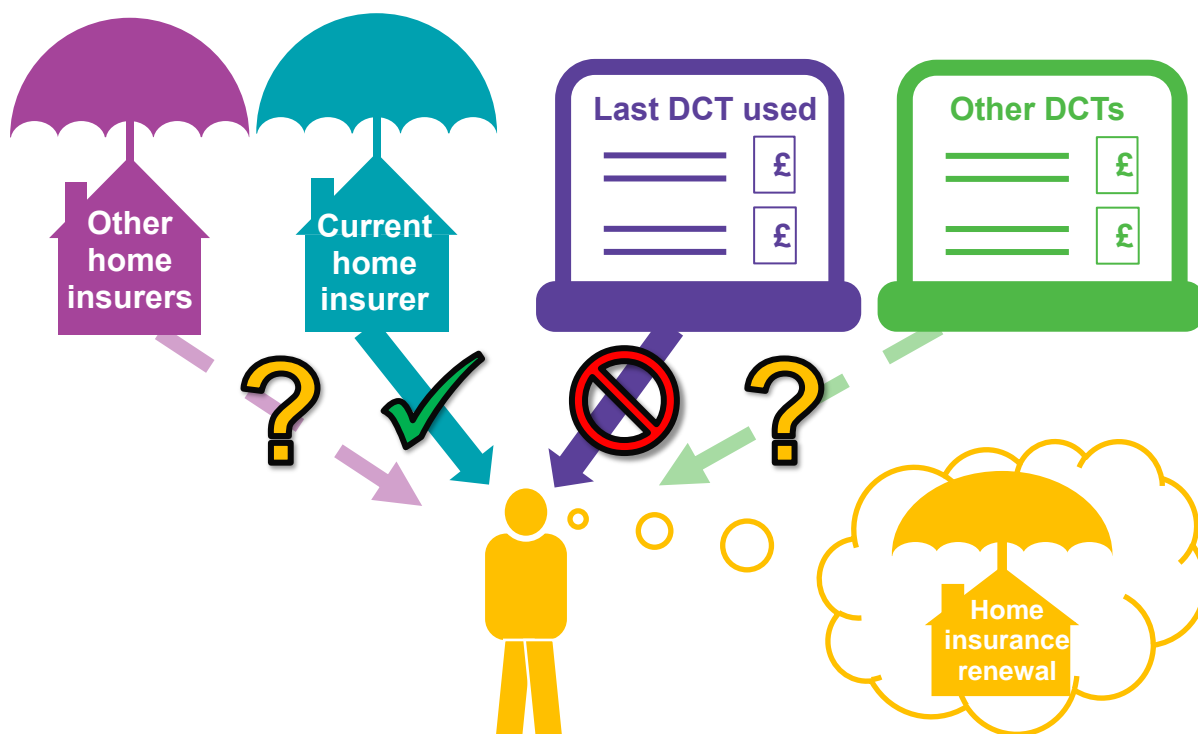 Other
home
insurers
Current
home
insurer
Last DCT used
£
£
Other DCTs
£
£
?
?
Home
insurance
renewal